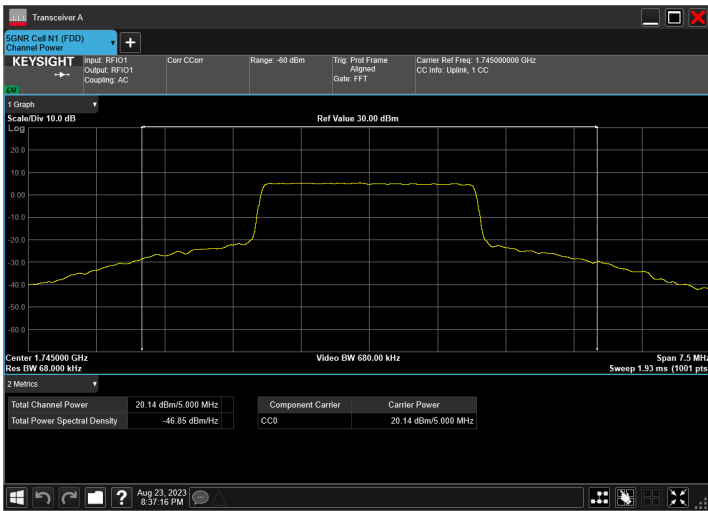 Transceiver A
5GNR Cell N1 (FDD)
Channel Power
KEYSIGHT
Input: RFIO1
Output: RFIO1
Coupling: AC
Corr CCorr
Range: -60 dBm
Trig: Prot Frame
Aligned
Gate: FFT
Carrier Ref Freq: 1.745000000 GHz
CC Info: Uplink, 1 CC
1 Graph
Scale/Div 10.0 dB
Ref Value 30.00 dBm
Log
20.0
10.0
0.00
-10.0
-20.0
-30.0
-40.0
-50.0
-60.0
Center 1.745000 GHz
Video BW 680.00 kHz
Span 7.5 MHz
Res BW 68.000 kHz
Sweep 1.93 ms (1001 pts
2 Metrics
Total Channel Power 20.14 dBm/5.000 MHz
Total Power Spectral Density -46.85 dBm/Hz
Component Carrier Carrier Power
CC0 20.14 dBm/5.000 MHz
Aug 23, 2023
8:37:16 PM